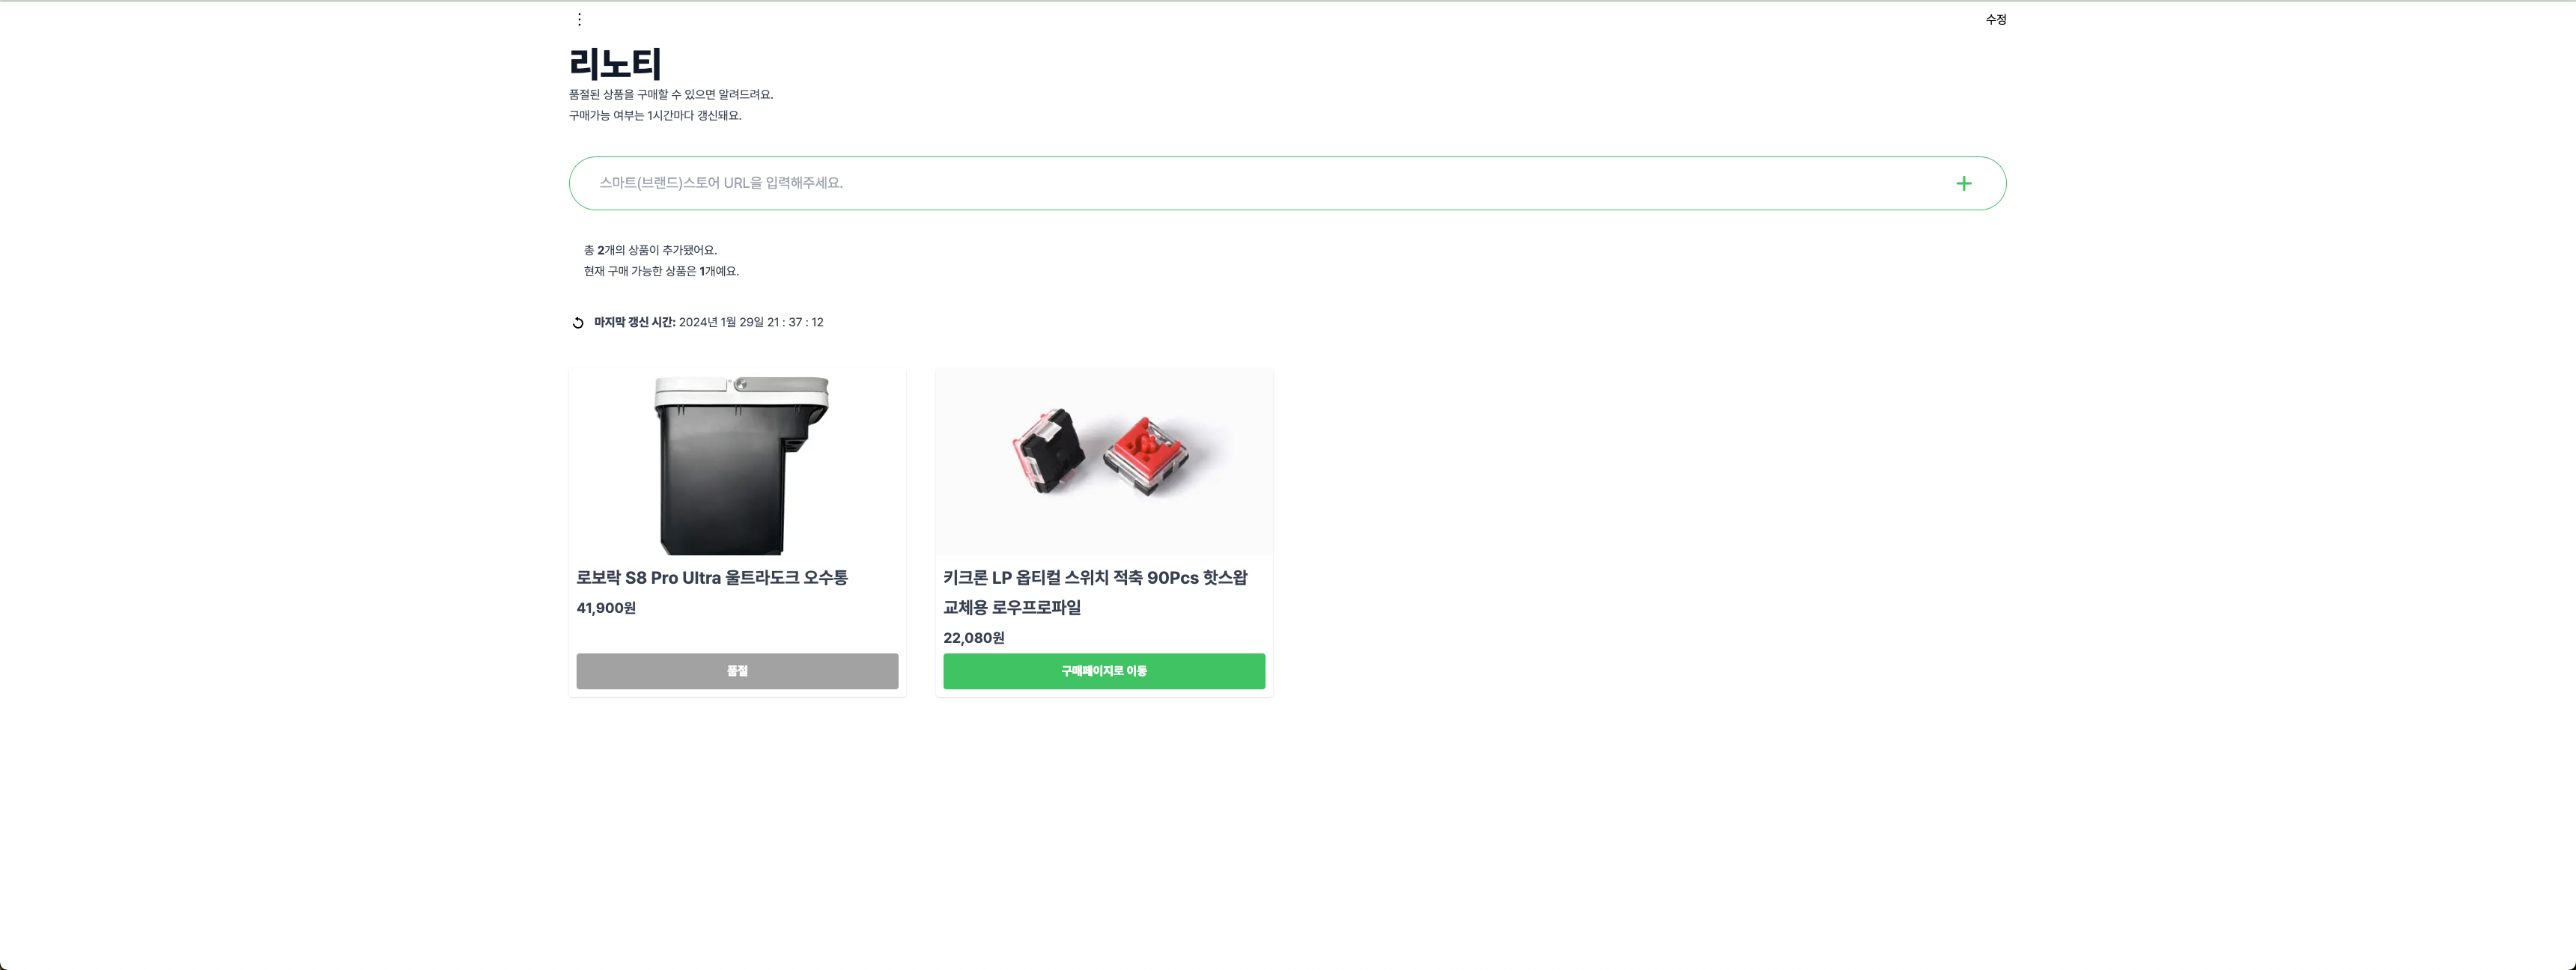 수정
리노티
품절된 상품을 구매할 수 있으면 알려드려요.
구매가능 여부는 1시간마다 갱신돼요.
스마트(브랜드)스토어 URL을 입력해주세요.
총 2개의 상품이 추가됐어요.
현재 구매 가능한 상품은 1개예요.
마지막 갱신 시간: 2024년 1월 29일 21 : 37 : 12
로보락 S8 Pro Ultra 울트라도크 오수통
41,900원
품절
키크론 LP 옵티컬 스위치 적축 90Pcs 핫스왑
교체용 로우프로파일
22,080원
구매페이지로 이동